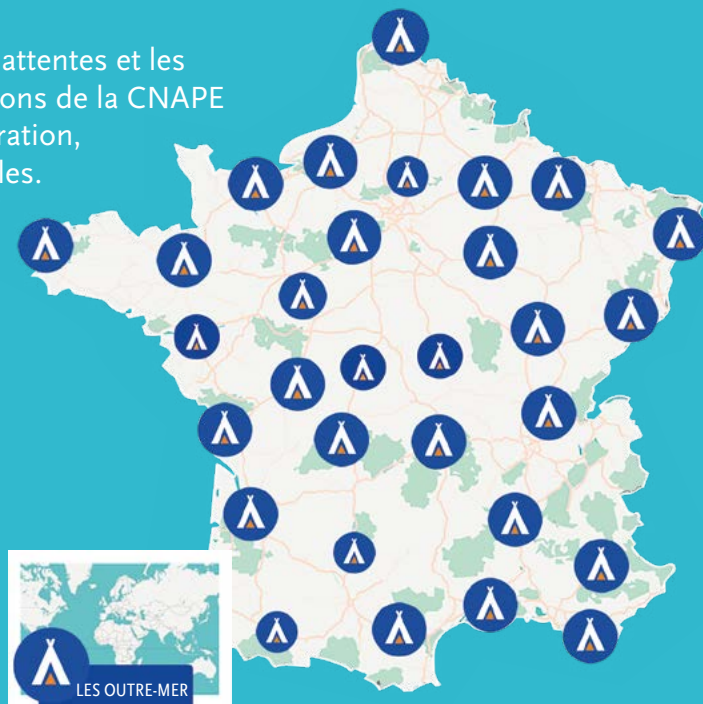 attentes et les
ons de la CNAPE
ration,
les.
LES OUTRE-MER